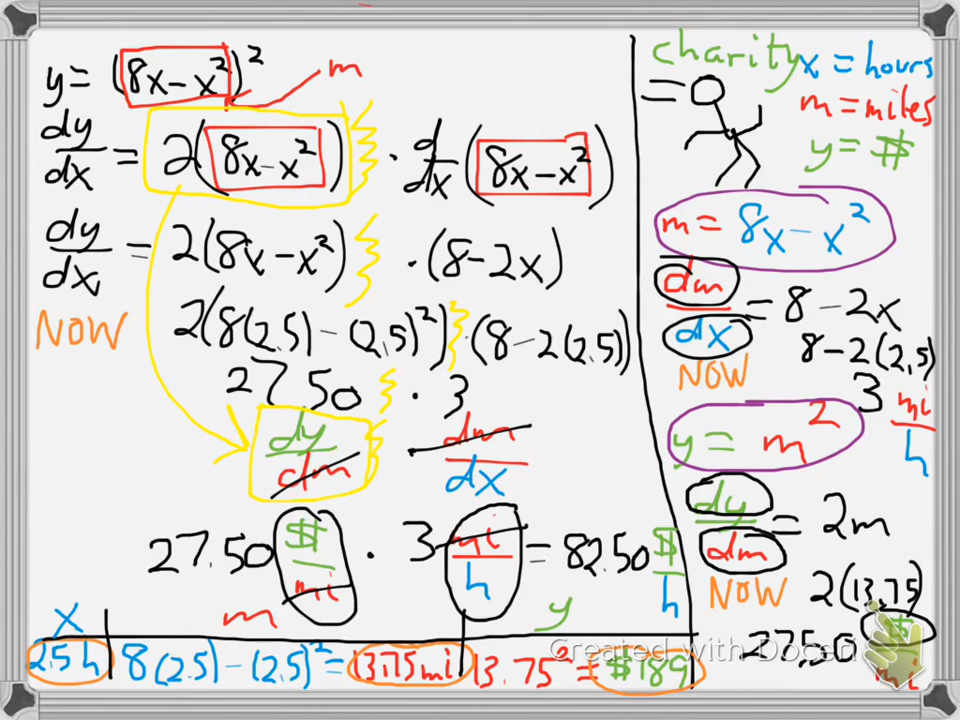 y = (8x - x²)²
m
dy/dx = 2(8x - x²) · d/dx (8x - x²)
dy/dx = 2(8x - x²) · (8 - 2x)
NOW
2(8(2.5) - (2.5)²) · (8 - 2(2.5))
27.50 · 3
dy/dm dm/dx
27.50 $/mi · 3 mi/h = 82.50 $/h
x m y
2.5 h 8(2.5) - (2.5)² = 13.75 mi 13.75² = $189
charity
x = hours
m = miles
y = $
m = 8x - x²
dm/dx = 8 - 2x
NOW 8 - 2(2.5)
3 mi/h
y = m²
dy/dm = 2m
NOW 2(13.75)
27.50 $/mi
Created with Doceri